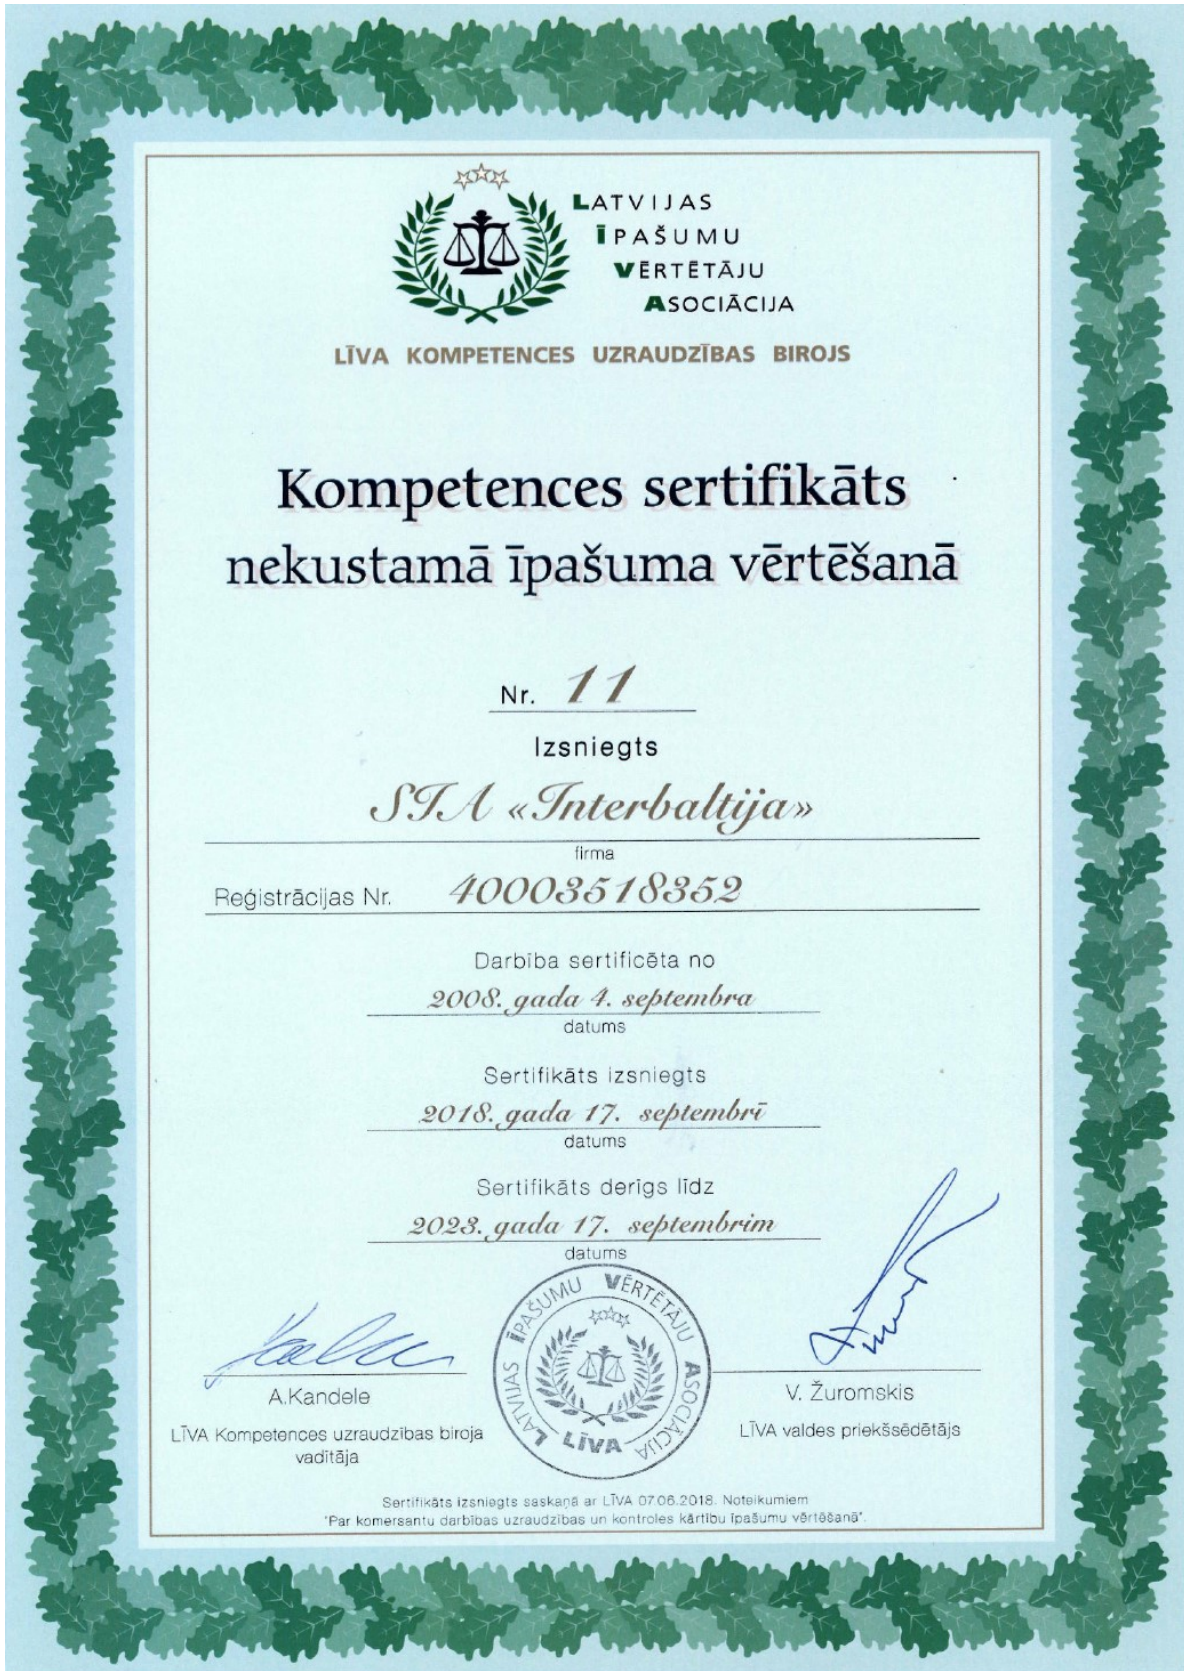 LATVIJAS
ĪPAŠUMU
VĒRTĒTĀJU
ASOCIĀCIJA
LĪVA KOMPETENCES UZRAUDZĪBAS BIROJS
Kompetences sertifikāts
nekustamā īpašuma vērtēšanā
Nr. 11
Izsniegts
SIA «Interbaltija»
firma
Reģistrācijas Nr. 40003518352
Darbība sertificēta no
2008. gada 4. septembra
datums
Sertifikāts izsniegts
2018. gada 17. septembrī
datums
Sertifikāts derīgs līdz
2023. gada 17. septembrim
datums
LATVIJAS ĪPAŠUMU VĒRTĒTĀJU ASOCIĀCIJA
LĪVA
A.Kandele
LĪVA Kompetences uzraudzības biroja
vadītāja
V. Žuromskis
LĪVA valdes priekšsēdētājs
Sertifikāts izsniegts saskaņā ar LĪVA 07.06.2018. Noteikumiem
"Par komersantu darbības uzraudzības un kontroles kārtību īpašumu vērtēšanā".